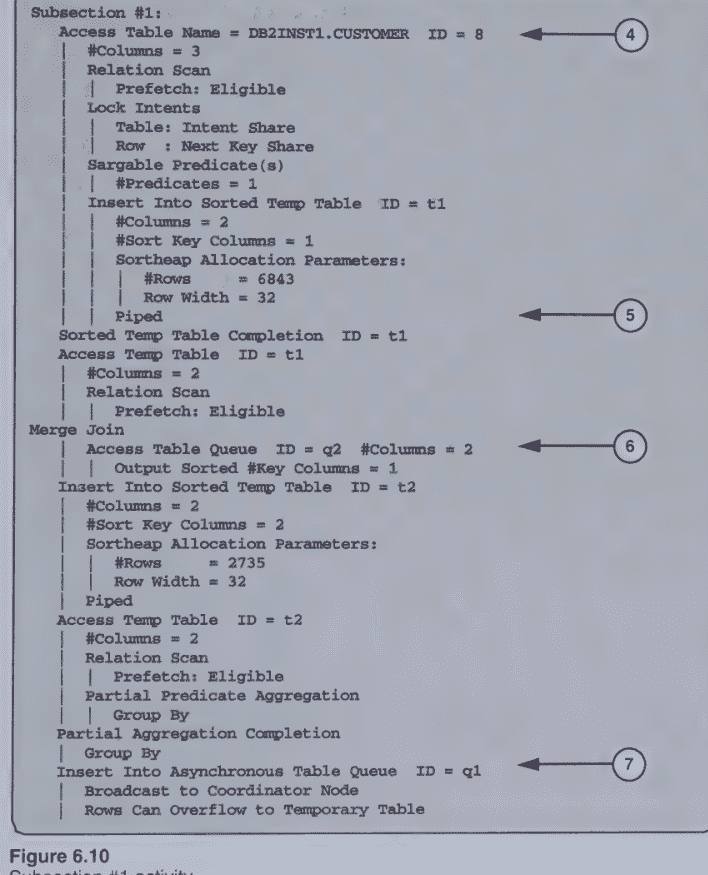 Subsection #1:
Access Table Name = DB2INST1.CUSTOMER ID = 8 4
| #Columns = 3
| Relation Scan
| | Prefetch: Eligible
| Lock Intents
| | Table: Intent Share
| | Row : Next Key Share
| Sargable Predicate(s)
| | #Predicates = 1
| Insert Into Sorted Temp Table ID = t1
| | #Columns = 2
| | #Sort Key Columns = 1
| | Sortheap Allocation Parameters:
| | | #Rows = 6843
| | | Row Width = 32
| | Piped 5
Sorted Temp Table Completion ID = t1
Access Temp Table ID = t1
| #Columns = 2
| Relation Scan
| | Prefetch: Eligible
Merge Join
| Access Table Queue ID = q2 #Columns = 2 6
| | Output Sorted #Key Columns = 1
Insert Into Sorted Temp Table ID = t2
| #Columns = 2
| #Sort Key Columns = 2
| Sortheap Allocation Parameters:
| | #Rows = 2735
| | Row Width = 32
| Piped
Access Temp Table ID = t2
| #Columns = 2
| Relation Scan
| | Prefetch: Eligible
| Partial Predicate Aggregation
| | Group By
Partial Aggregation Completion
| Group By
Insert Into Asynchronous Table Queue ID = q1 7
| Broadcast to Coordinator Node
| Rows Can Overflow to Temporary Table
Figure 6.10
Subsection #1 activity